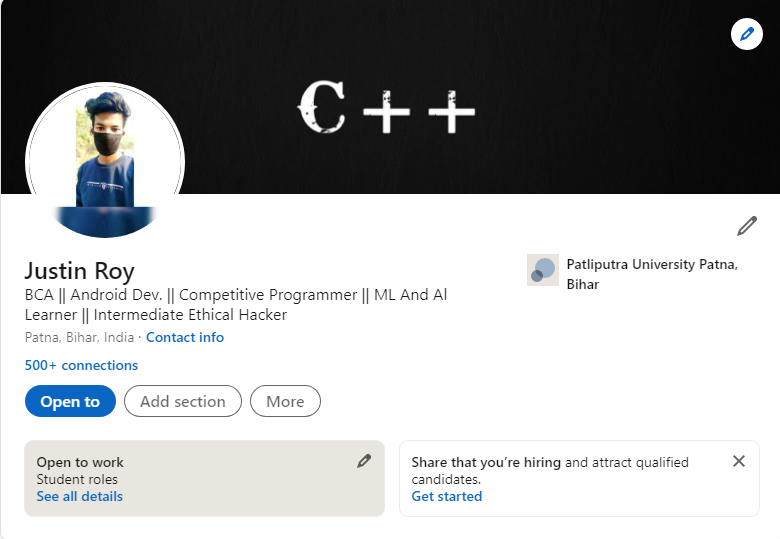 C++
Justin Roy
BCA || Android Dev. || Competitive Programmer || ML And Al
Learner || Intermediate Ethical Hacker
Patna, Bihar, India · Contact info
500+ connections
Open to
Add section
More
Patliputra University Patna,
Bihar
Open to work
Student roles
See all details
Share that you’re hiring and attract qualified
candidates.
Get started